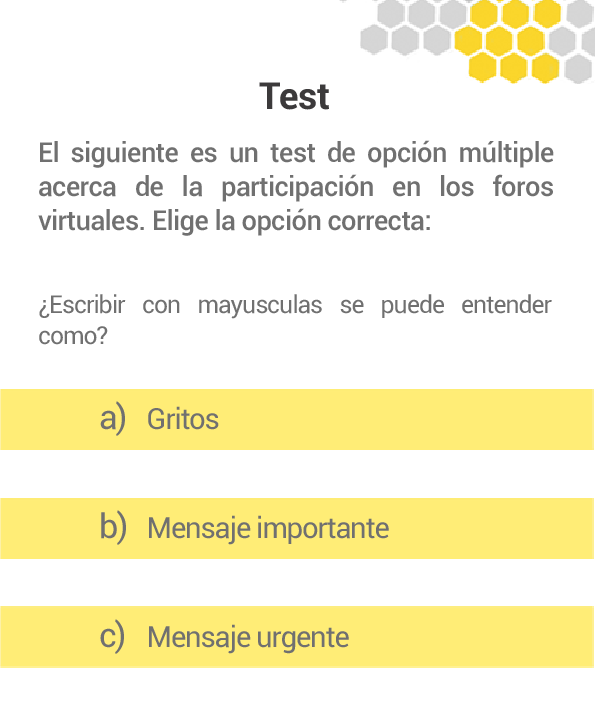 Test
El siguiente es un test de opción múltiple
acerca de la participación en los foros
virtuales. Elige la opción correcta:
¿Escribir con mayusculas se puede entender
como?
a) Gritos
b) Mensaje importante
c) Mensaje urgente